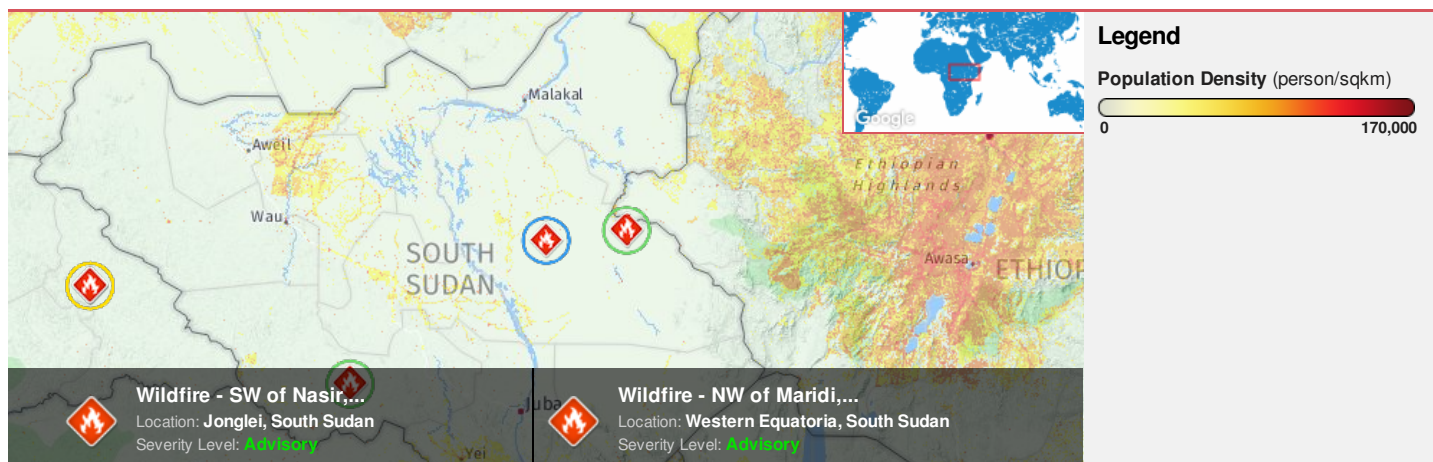 Malakal
Aweil
Wau
SOUTH
SUDAN
Ethiopian
Highlands
Awasa
ETHIOP
Google
Juba
Yei
Wildfire - SW of Nasir,...
Location: Jonglei, South Sudan
Severity Level: Advisory
Wildfire - NW of Maridi,...
Location: Western Equatoria, South Sudan
Severity Level: Advisory
Legend
Population Density (person/sqkm)
0 170,000